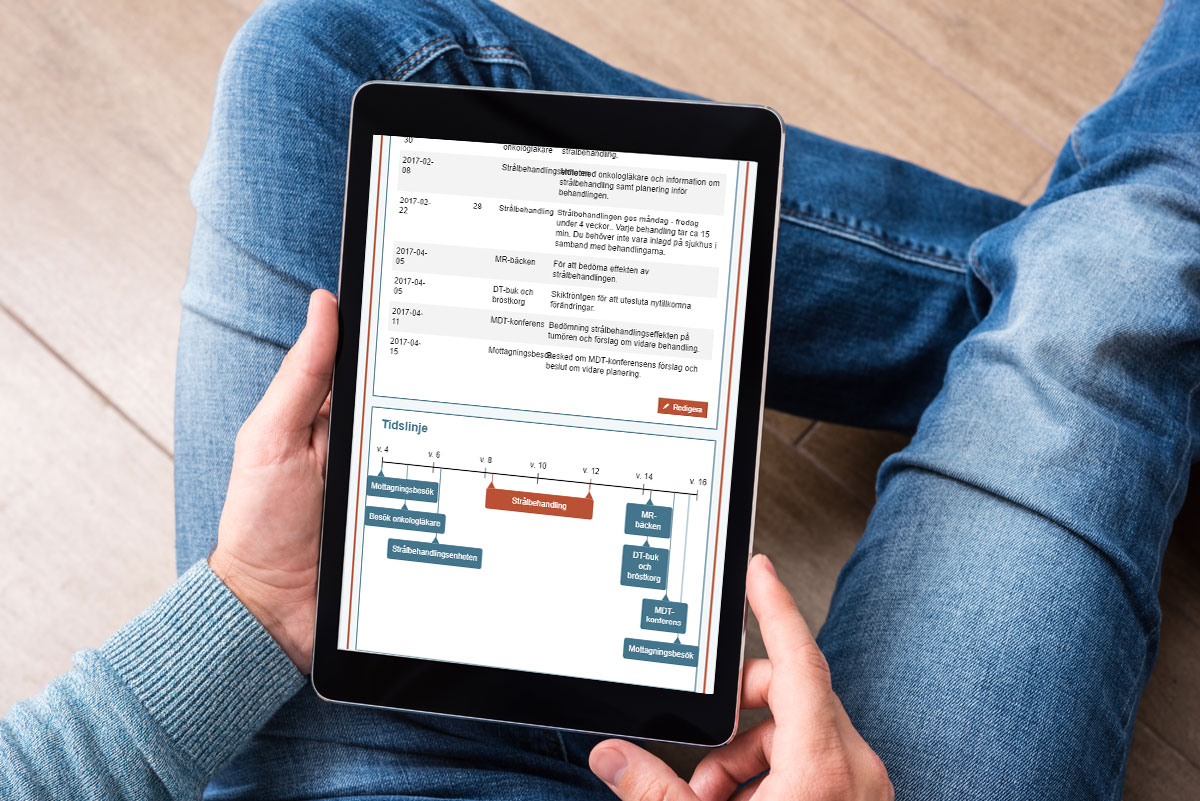 30 onkologläkare strålbehandling.
2017-02- Strålbehandlingsenheten med onkologläkare och information om
08 strålbehandling samt planering inför
behandlingen.
2017-02- 28 Strålbehandling Strålbehandlingen ges måndag - fredag
22 under 4 veckor.. Varje behandling tar ca 15
min. Du behöver inte vara inlagd på sjukhus i
samband med behandlingarna.
2017-04- MR-bäcken För att bedöma effekten av
05 strålbehandlingen.
2017-04- DT-buk och Skiktröntgen för att utesluta nytillkomna
05 bröstkorg förändringar.
2017-04- MDT-konferens Bedömning strålbehandlingseffekten på
11 tumören och förslag om vidare behandling.
2017-04- Mottagningsbesök Besked om MDT-konferensens förslag och
15 beslut om vidare planering.
Redigera
Tidslinje
v. 4 v. 6 v. 8 v. 10 v. 12 v. 14 v. 16
Mottagningsbesök
Besök onkologläkare
Strålbehandlingsenheten
Strålbehandling
MR-
bäcken
DT-buk
och
bröstkorg
MDT-
konferens
Mottagningsbesök